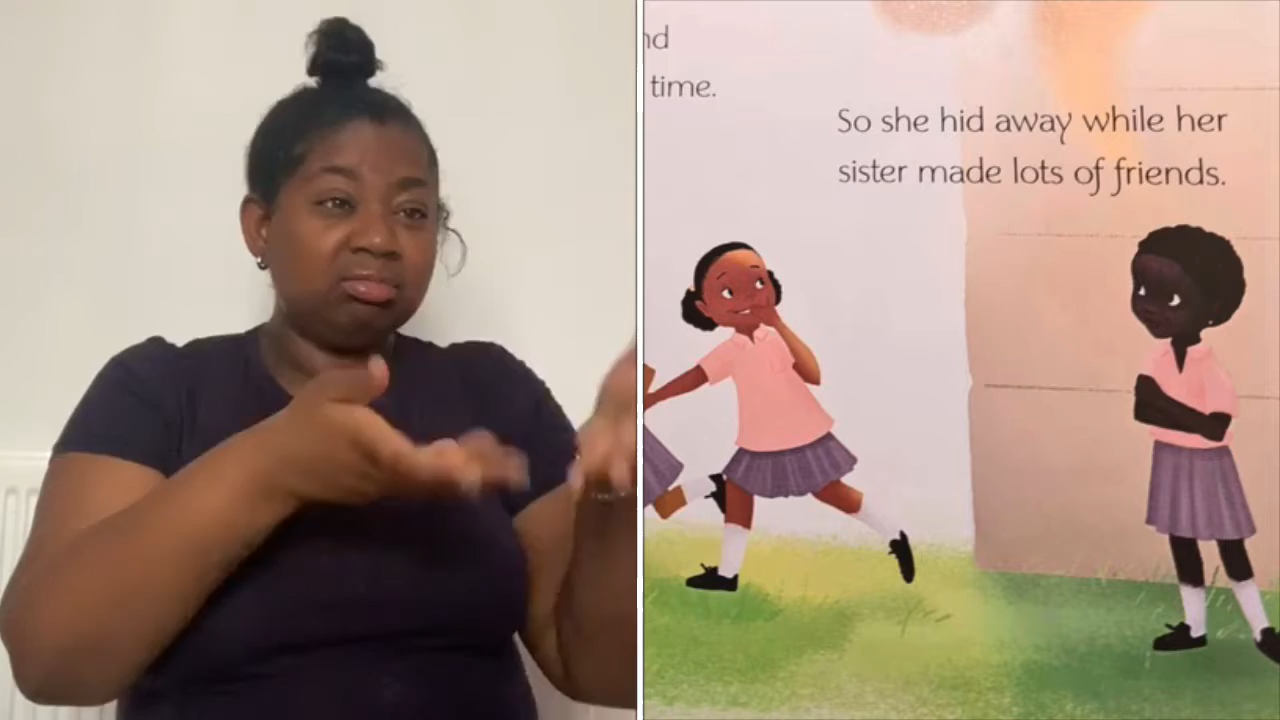 time.
So she hid away while her
sister made lots of friends.